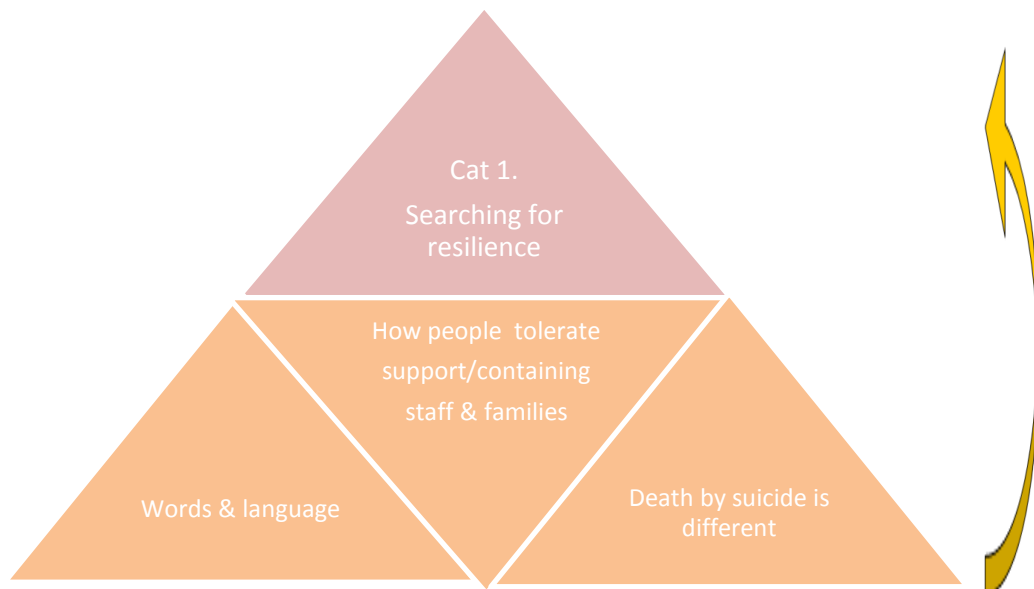 Cat 1.
Searching for
resilience
How people tolerate
support/containing
staff & families
Words & language
Death by suicide is
different